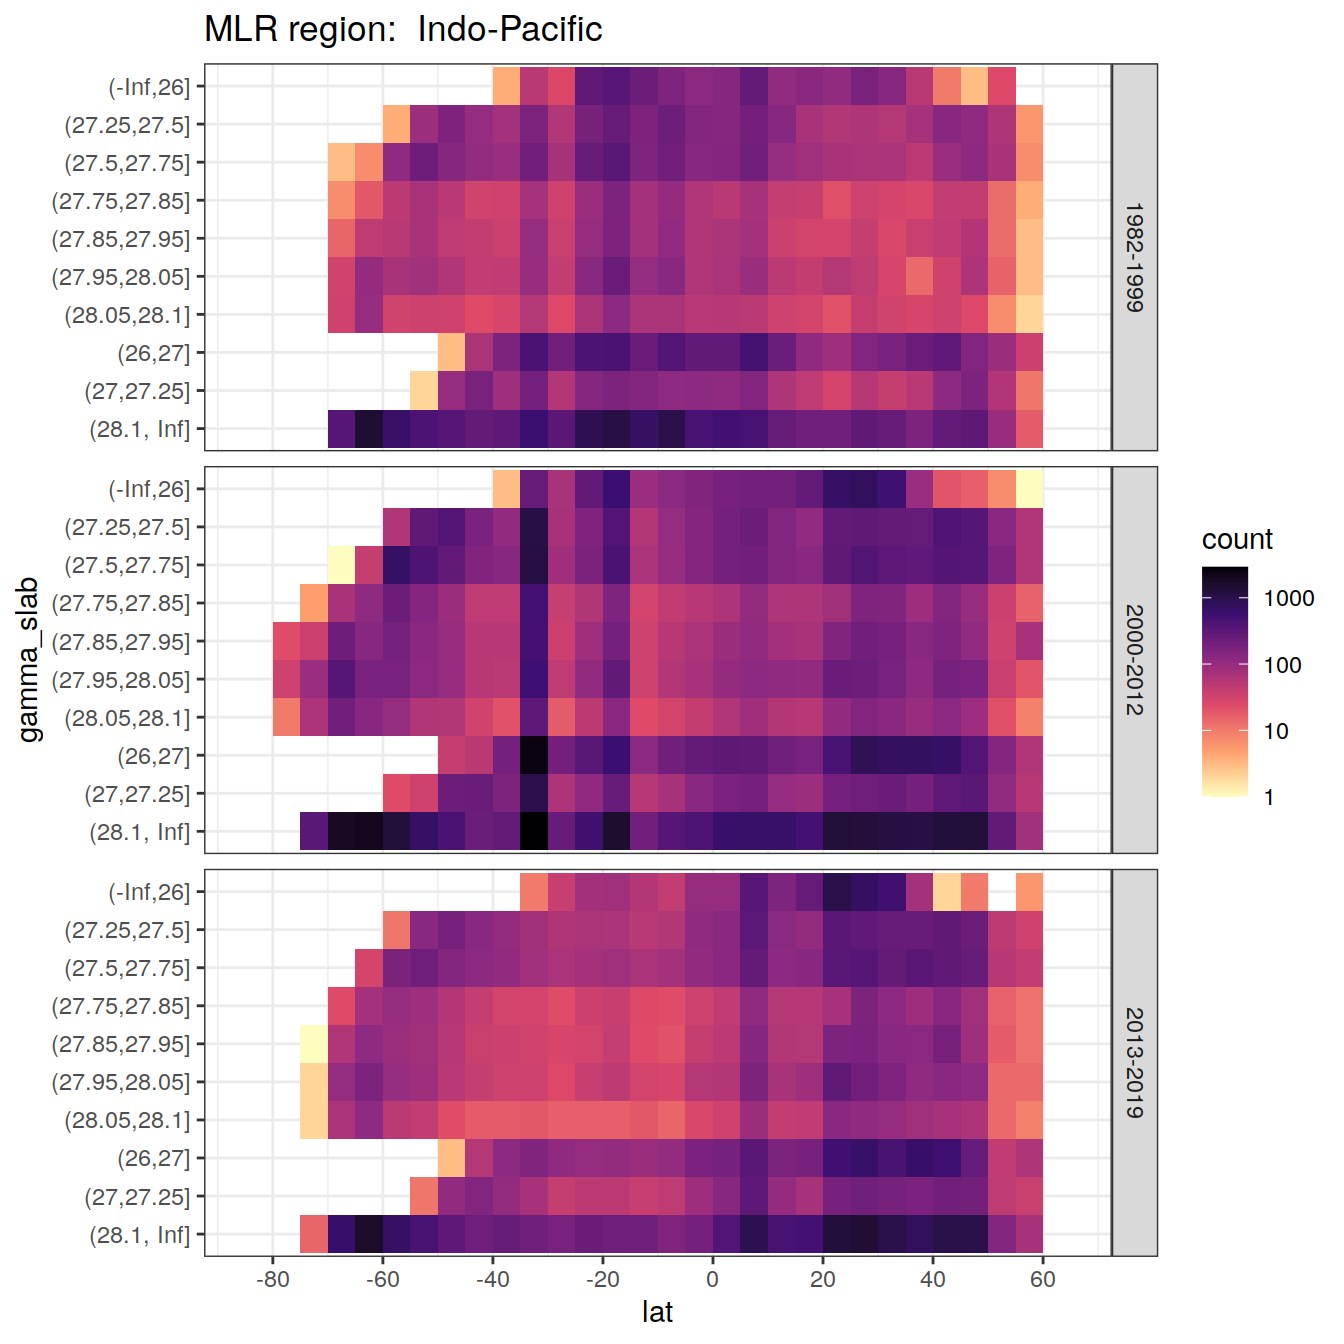 MLR region:  Indo-Pacific
(-Inf,26]
(27.25,27.5]
(27.5,27.75]
(27.75,27.85]
(27.85,27.95]
(27.95,28.05]
(28.05,28.1]
(26,27]
(27,27.25]
(28.1, Inf]
1982-1999
(-Inf,26]
(27.25,27.5]
(27.5,27.75]
(27.75,27.85]
(27.85,27.95]
(27.95,28.05]
(28.05,28.1]
(26,27]
(27,27.25]
(28.1, Inf]
2000-2012
(-Inf,26]
(27.25,27.5]
(27.5,27.75]
(27.75,27.85]
(27.85,27.95]
(27.95,28.05]
(28.05,28.1]
(26,27]
(27,27.25]
(28.1, Inf]
2013-2019
gamma_slab
-80 -60 -40 -20 0 20 40 60
lat
count
1000
100
10
1